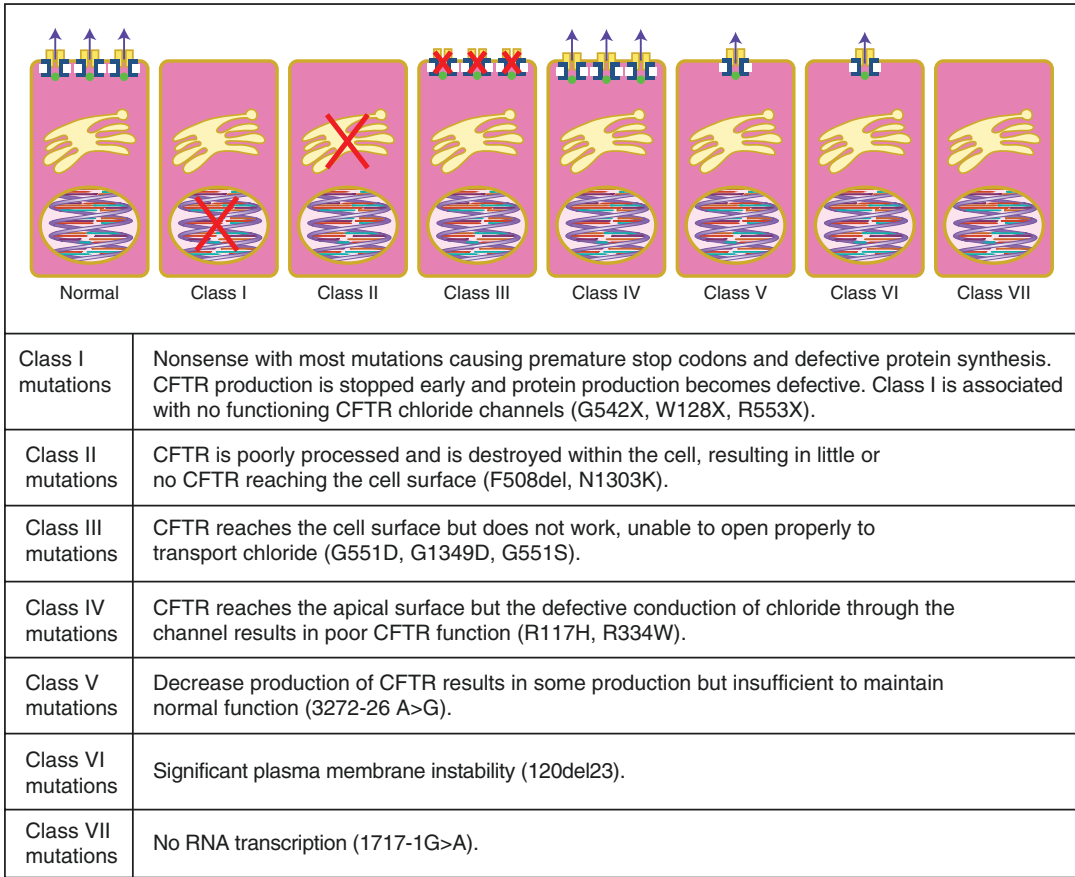 Normal
Class I
Class II
Class III
Class IV
Class V
Class VI
Class VII
Class I
mutations
Nonsense with most mutations causing premature stop codons and defective protein synthesis.
CFTR production is stopped early and protein production becomes defective. Class I is associated
with no functioning CFTR chloride channels (G542X, W128X, R553X).
Class II
mutations
CFTR is poorly processed and is destroyed within the cell, resulting in little or
no CFTR reaching the cell surface (F508del, N1303K).
Class III
mutations
CFTR reaches the cell surface but does not work, unable to open properly to
transport chloride (G551D, G1349D, G551S).
Class IV
mutations
CFTR reaches the apical surface but the defective conduction of chloride through the
channel results in poor CFTR function (R117H, R334W).
Class V
mutations
Decrease production of CFTR results in some production but insufficient to maintain
normal function (3272-26 A>G).
Class VI
mutations
Significant plasma membrane instability (120del23).
Class VII
mutations
No RNA transcription (1717-1G>A).